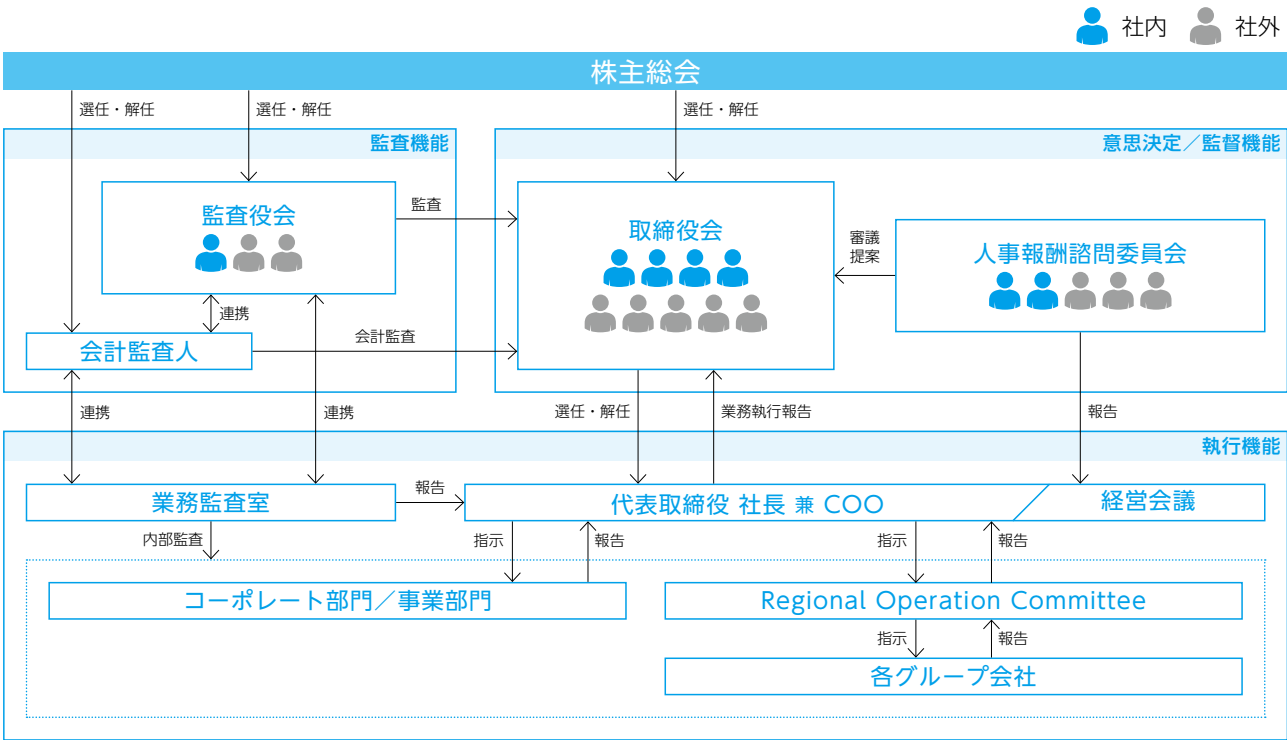 社内
社外
株主総会
選任・解任
選任・解任
選任・解任
監査機能
意思決定／監督機能
監査役会
監査
取締役会
審議
提案
人事報酬諮問委員会
連携
会計監査人
会計監査
連携
連携
選任・解任
業務執行報告
報告
執行機能
業務監査室
報告
代表取締役 社長 兼 COO
経営会議
内部監査
指示
報告
指示
報告
コーポレート部門／事業部門
Regional Operation Committee
指示
報告
各グループ会社